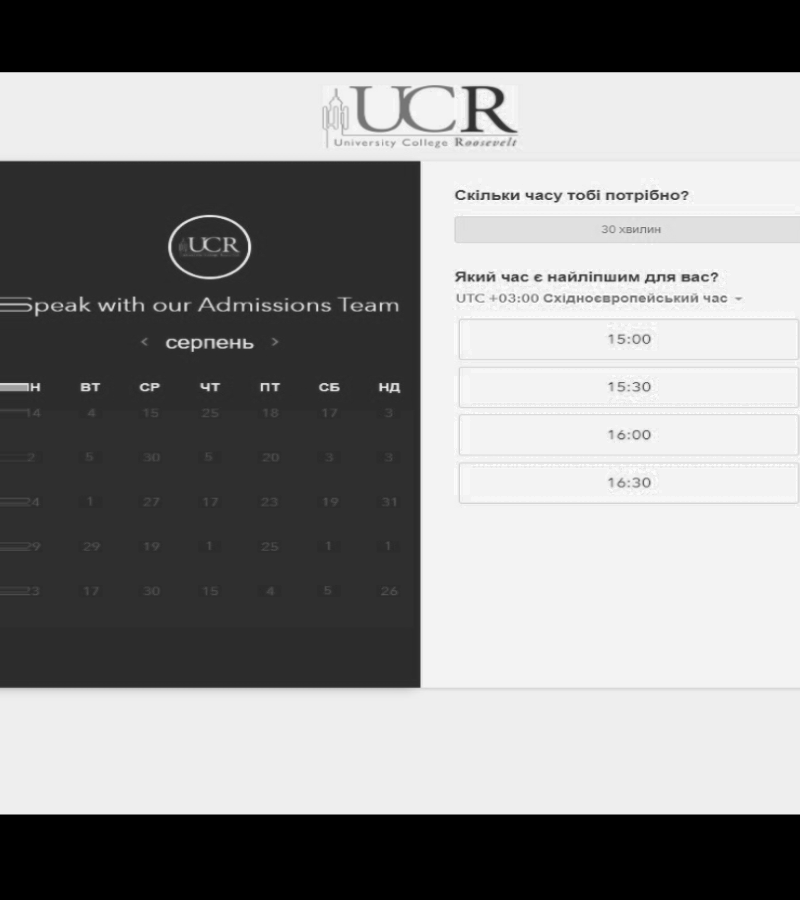 UCR
University College Roosevelt
UCR
Speak with our Admissions Team
‹ серпень ›
Н ВТ СР ЧТ ПТ СБ НД
14 4 15 25 18 17 3
2 5 30 5 20 3 3
24 1 27 17 23 19 31
29 29 19 1 25 1 1
23 17 30 15 4 5 26
Скільки часу тобі потрібно?
30 хвилин
Який час є найліпшим для вас?
UTC +03:00 Східноєвропейський час
15:00
15:30
16:00
16:30